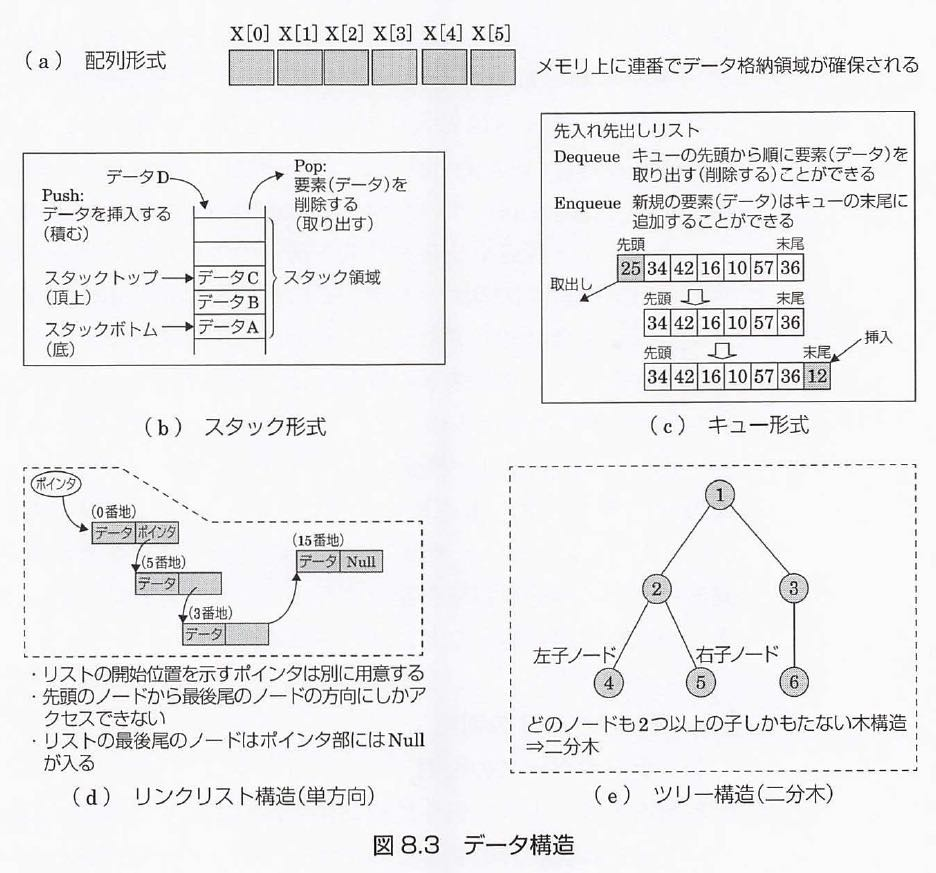 X[0] X[1] X[2] X[3] X[4] X[5]
(a) 配列形式
メモリ上に連番でデータ格納領域が確保される
データD
Push:
データを挿入する
(積む)
Pop:
要素(データ)を
削除する
(取り出す)
スタックトップ
(頂上)
データC
スタック領域
データB
スタックボトム
(底)
データA
(b) スタック形式
先入れ先出しリスト
Dequeue キューの先頭から順に要素(データ)を
取り出す(削除する)ことができる
Enqueue 新規の要素(データ)はキューの末尾に
追加することができる
先頭 末尾
25 34 42 16 10 57 36
取出し
先頭 末尾
34 42 16 10 57 36
先頭 末尾
挿入
34 42 16 10 57 36 12
(c) キュー形式
ポインタ
(0番地)
データ ポインタ
(5番地)
データ
(3番地)
データ
(15番地)
データ Null
・リストの開始位置を示すポインタは別に用意する
・先頭のノードから最後尾のノードの方向にしかア
クセスできない
・リストの最後尾のノードはポインタ部にはNull
が入る
(d) リンクリスト構造(単方向)
1
2 3
左子ノード 右子ノード
4 5 6
どのノードも2つ以上の子しかもたない木構造
⇒二分木
(e) ツリー構造(二分木)
図 8.3 データ構造